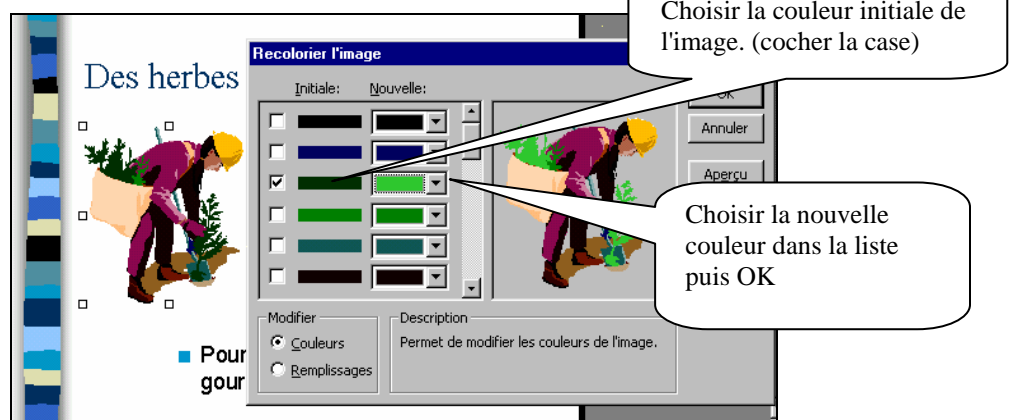 Choisir la couleur initiale de
l'image. (cocher la case)
Recolorier l'image
Des herbes
Initiale: Nouvelle:
OK
Annuler
Aperçu
Choisir la nouvelle
couleur dans la liste
puis OK
Modifier
Couleurs
Remplissages
Description
Permet de modifier les couleurs de l'image.
Pour
gour